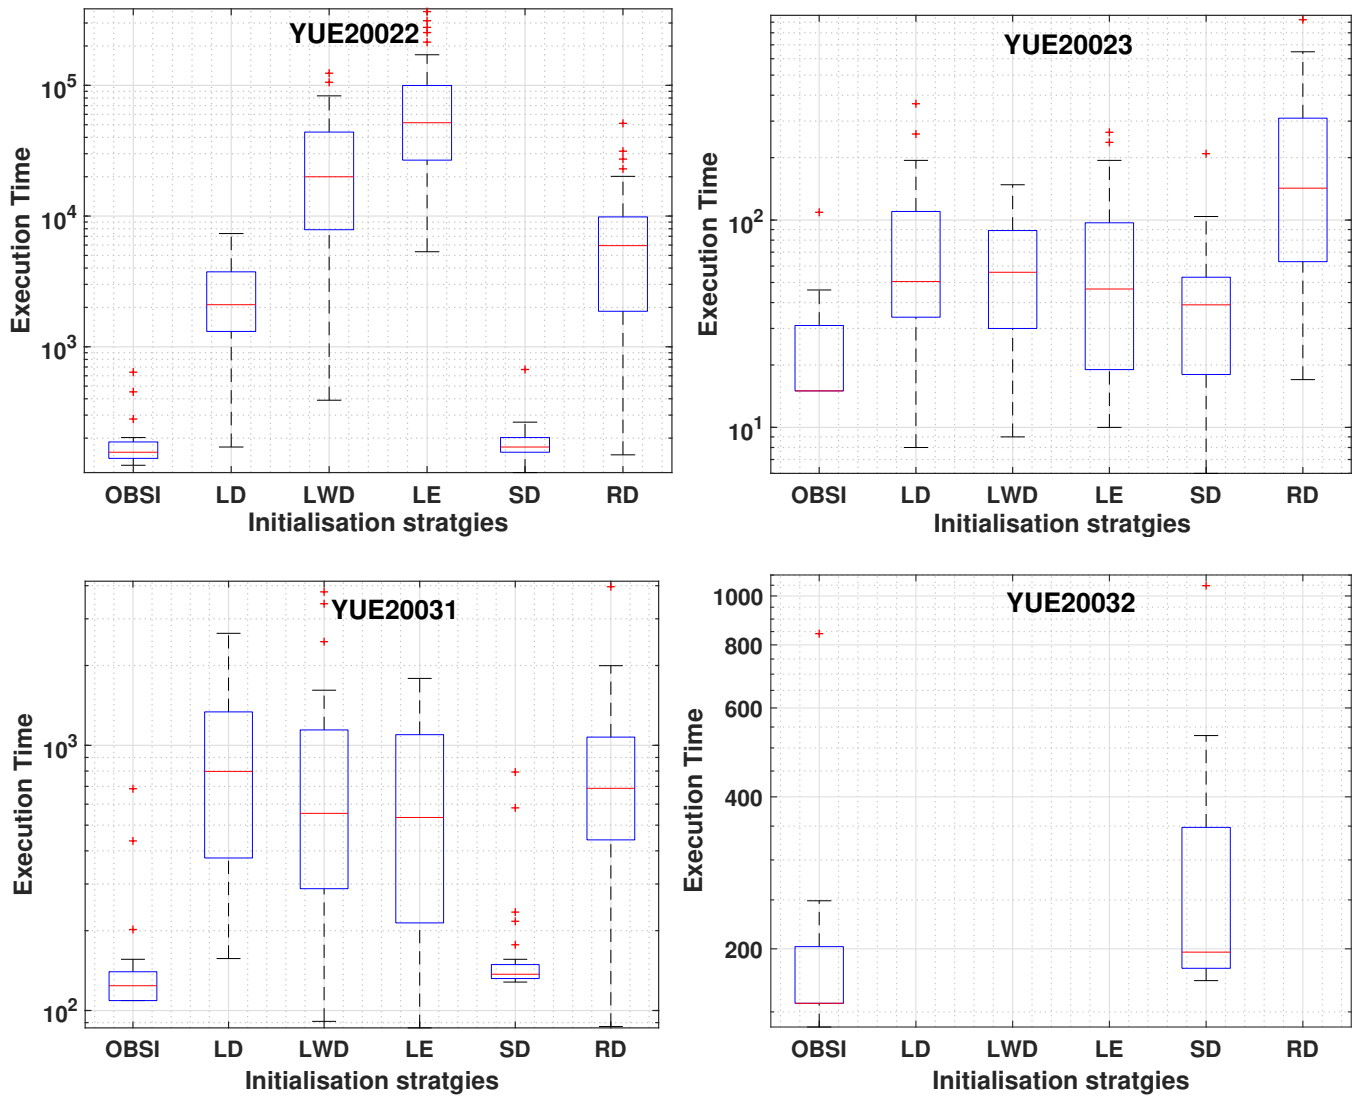 YUE20022
Execution Time
10^5
10^4
10^3
OBSI LD LWD LE SD RD
Initialisation stratgies
YUE20023
Execution Time
10^2
10^1
OBSI LD LWD LE SD RD
Initialisation stratgies
YUE20031
Execution Time
10^3
10^2
OBSI LD LWD LE SD RD
Initialisation stratgies
YUE20032
Execution Time
1000
800
600
400
200
OBSI LD LWD LE SD RD
Initialisation stratgies